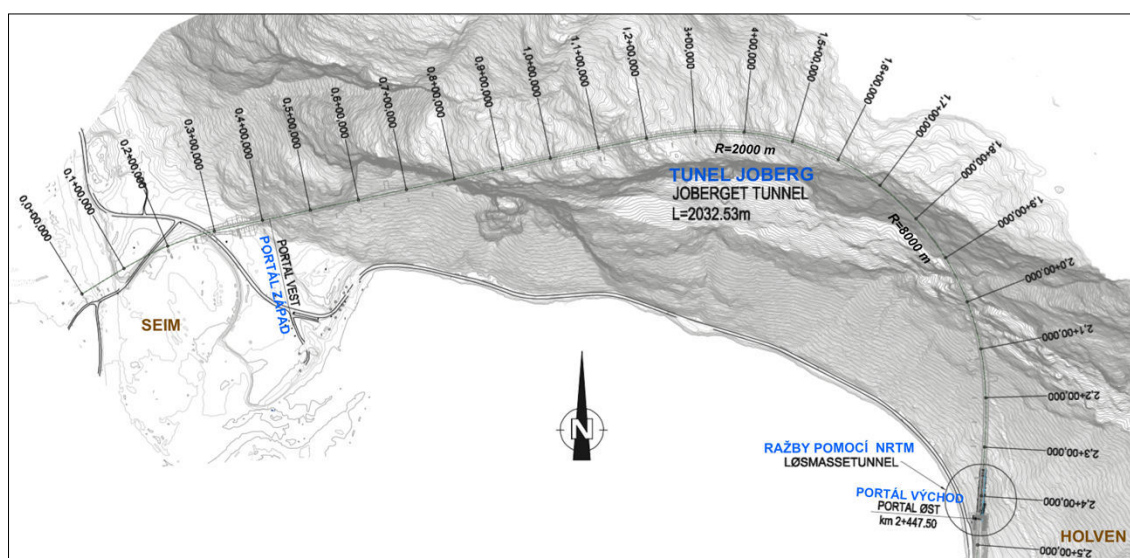 0,0+00,000
0,1+00,000
0,2+00,000
0,3+00,000
0,4+00,000
0,5+00,000
0,6+00,000
0,7+00,000
0,8+00,000
0,9+00,000
1,0+00,000
1,1+00,000
1,2+00,000
3+00,000
4+00,000
1,5+00,000
1,6+00,000
1,7+00,000
1,8+00,000
1,9+00,000
2,0+00,000
2,1+00,000
2,2+00,000
2,3+00,000
2,4+00,000
2,5+00,000
R=2000 m
R=8000 m
TUNEL JOBERG
JOBERGET TUNNEL
L=2032.53m
PORTAL VEST
PORTÁL ZÁPAD
SEIM
N
RAŽBY POMOCÍ NRTM
LØSMASSETUNNEL
PORTÁL VÝCHOD
PORTAL ØST
km 2+447.50
HOLVEN